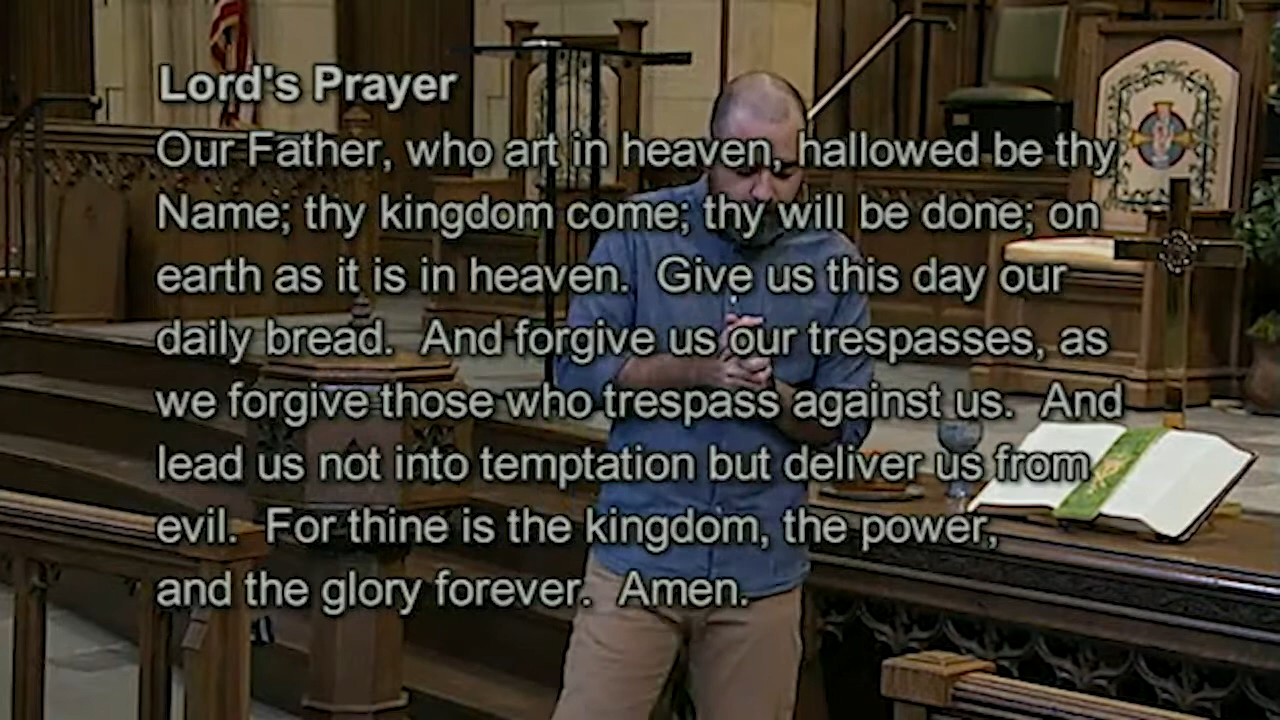 Lord's Prayer
Our Father, who art in heaven, hallowed be thy
Name; thy kingdom come; thy will be done; on
earth as it is in heaven.  Give us this day our
daily bread.  And forgive us our trespasses, as
we forgive those who trespass against us.  And
lead us not into temptation but deliver us from
evil.  For thine is the kingdom, the power,
and the glory forever.  Amen.